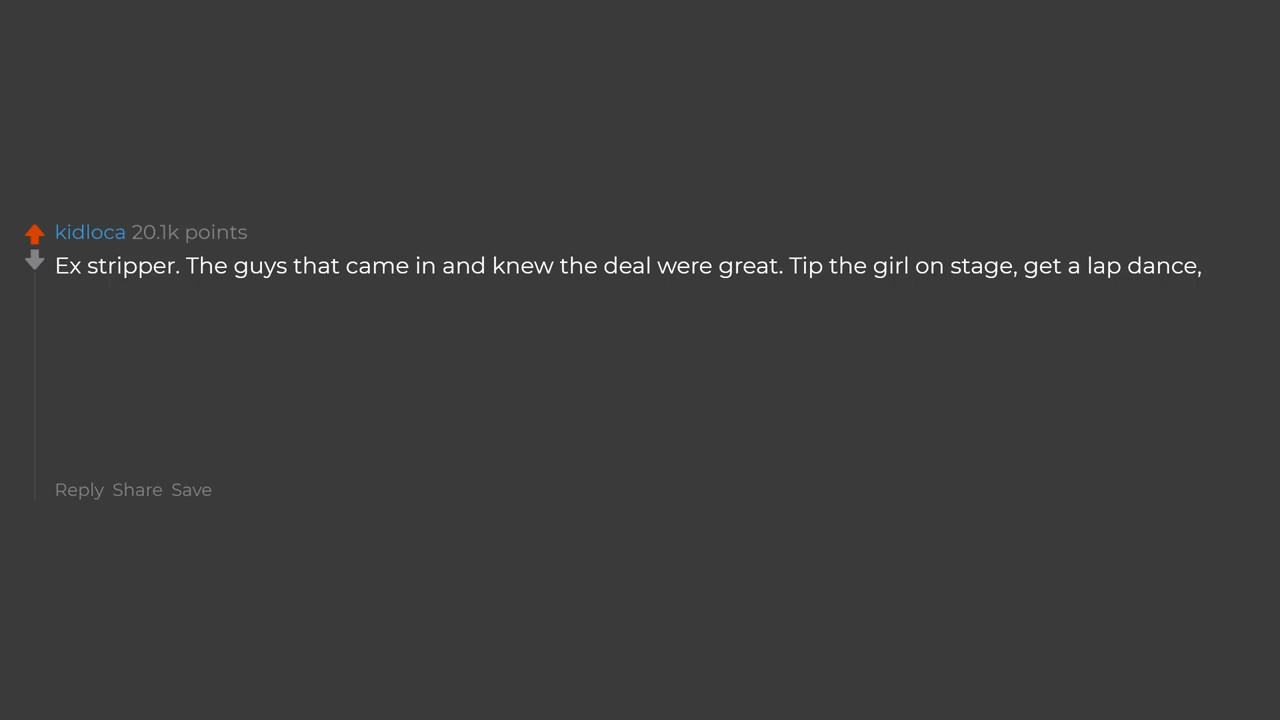 kidloca 20.1k points
Ex stripper. The guys that came in and knew the deal were great. Tip the girl on stage, get a lap dance,
Reply Share Save